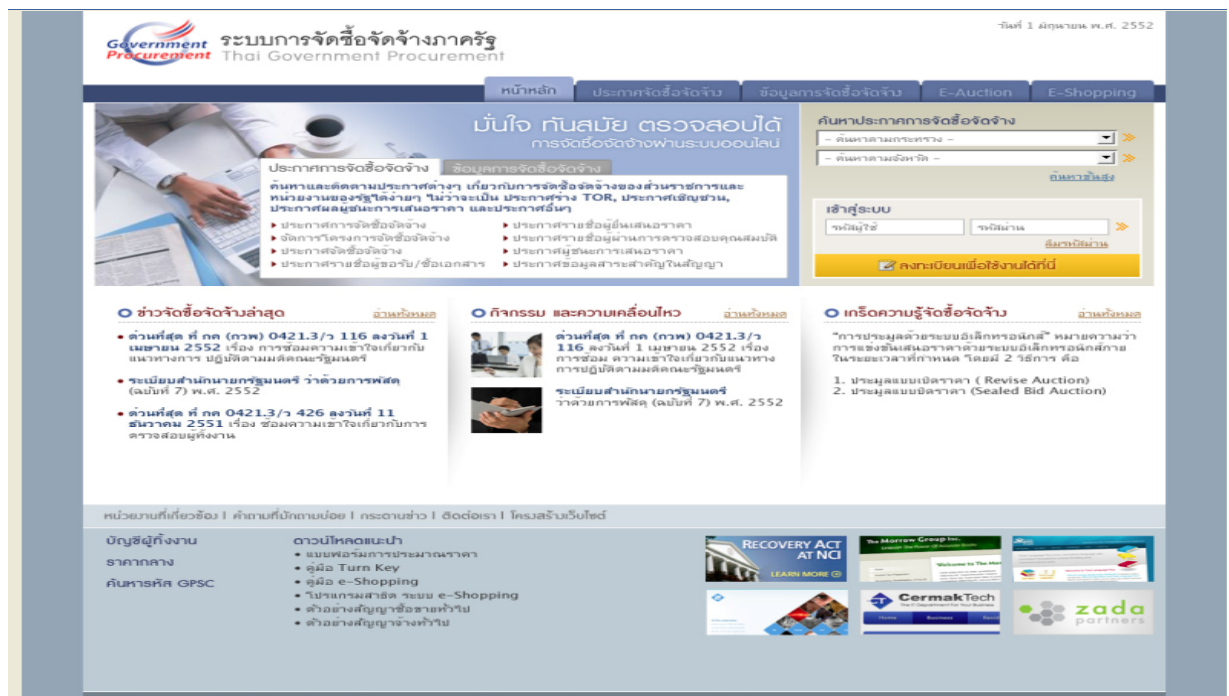 วันที่ 1 มิถุนายน พ.ศ. 2552
Government
Procurement
ระบบการจัดซื้อจัดจ้างภาครัฐ
Thai Government Procurement
หน้าหลัก ประกาศจัดซื้อจัดจ้าง ข้อมูลการจัดซื้อจัดจ้าง E-Auction E-Shopping
มั่นใจ ทันสมัย ตรวจสอบได้
การจัดซื้อจัดจ้างผ่านระบบออนไลน์
ประกาศการจัดซื้อจัดจ้าง ข้อมูลการจัดซื้อจัดจ้าง
ค้นหาและติดตามประกาศต่างๆ เกี่ยวกับการจัดซื้อจัดจ้างของส่วนราชการและ
หน่วยงานของรัฐได้ง่ายๆ ไม่ว่าจะเป็น ประกาศร่าง TOR, ประกาศเชิญชวน,
ประกาศผลผู้ชนะการเสนอราคา และประกาศอื่นๆ
ประกาศการจัดซื้อจัดจ้าง
จัดการโครงการจัดซื้อจัดจ้าง
ประกาศจัดซื้อจัดจ้าง
ประกาศรายชื่อผู้ขอรับ/ซื้อเอกสาร
ประกาศรายชื่อผู้ยื่นเสนอราคา
ประกาศรายชื่อผู้ผ่านการตรวจสอบคุณสมบัติ
ประกาศผู้ชนะการเสนอราคา
ประกาศข้อมูลสาระสำคัญในสัญญา
ค้นหาประกาศการจัดซื้อจัดจ้าง
- ค้นหาตามกระทรวง -
- ค้นหาตามจังหวัด -
ค้นหาขั้นสูง
เข้าสู่ระบบ
รหัสผู้ใช้ รหัสผ่าน
ลืมรหัสผ่าน
ลงทะเบียนเพื่อใช้งานได้ที่นี่
ข่าวจัดซื้อจัดจ้างล่าสุด อ่านทั้งหมด
ด่วนที่สุด ที่ กค (กวพ) 0421.3/ว 116 ลงวันที่ 1
เมษายน 2552 เรื่อง การซ้อมความเข้าใจเกี่ยวกับ
แนวทางการ ปฏิบัติตามมติคณะรัฐมนตรี
ระเบียบสำนักนายกรัฐมนตรี ว่าด้วยการพัสดุ
(ฉบับที่ 7) พ.ศ. 2552
ด่วนที่สุด ที่ กค 0421.3/ว 426 ลงวันที่ 11
ธันวาคม 2551 เรื่อง ซ้อมความเข้าใจเกี่ยวกับการ
ตรวจสอบผู้ทิ้งงาน
กิจกรรม และความเคลื่อนไหว อ่านทั้งหมด
ด่วนที่สุด ที่ กค (กวพ) 0421.3/ว
116 ลงวันที่ 1 เมษายน 2552 เรื่อง
การซ้อม ความเข้าใจเกี่ยวกับแนวทาง
การปฏิบัติตามมติคณะรัฐมนตรี
ระเบียบสำนักนายกรัฐมนตรี
ว่าด้วยการพัสดุ (ฉบับที่ 7) พ.ศ. 2552
เกร็ดความรู้จัดซื้อจัดจ้าง อ่านทั้งหมด
"การประมูลด้วยระบบอิเล็กทรอนิกส์" หมายความว่า
การแข่งขันเสนอราคาด้วยระบบอิเล็กทรอนิกส์ภาย
ในระยะเวลาที่กำหนด โดยมี 2 วิธีการ คือ
1. ประมูลแบบเปิดราคา ( Revise Auction)
2. ประมูลแบบปิดราคา (Sealed Bid Auction)
หน่วยงานที่เกี่ยวข้อง | คำถามที่มักถามบ่อย | กระดานข่าว | ติดต่อเรา | โครงสร้างเว็บไซต์
บัญชีผู้ทิ้งงาน
ราคากลาง
ค้นหารหัส GPSC
ดาวน์โหลดแนะนำ
แบบฟอร์มการประมาณราคา
คู่มือ Turn Key
คู่มือ e-Shopping
โปรแกรมสาธิต ระบบ e-Shopping
ตัวอย่างสัญญาซื้อขายทั่วไป
ตัวอย่างสัญญาจ้างทั่วไป
RECOVERY ACT
AT NCI
LEARN MORE
The Morrow Group Inc.
Welcome to The Mor
CermakTech
The IT Department for Your Business
Home Business
zada
partners